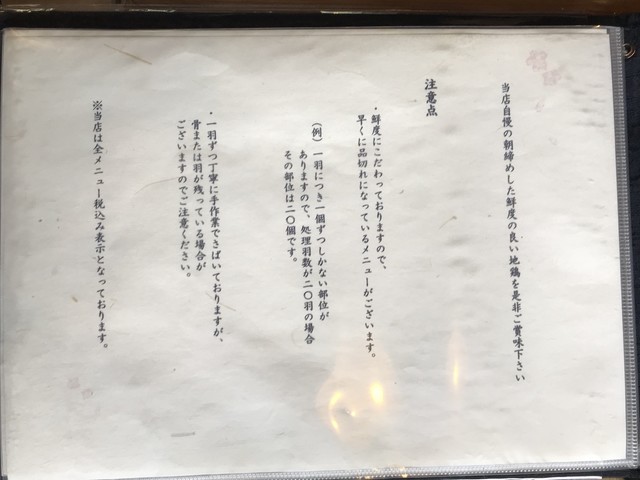 当店自慢の朝締めした鮮度の良い地鶏を是非ご賞味下さい
注意点
・鮮度にこだわっておりますので、
早くに品切れになっているメニューがございます。
(例) 一羽につき一個ずつしかない部位が
ありますので、処理羽数が二〇羽の場合
その部位は二〇個です。
・一羽ずつ丁寧に手作業でさばいておりますが、
骨または羽が残っている場合が
ございますのでご注意ください。
※当店は全メニュー税込み表示となっております。